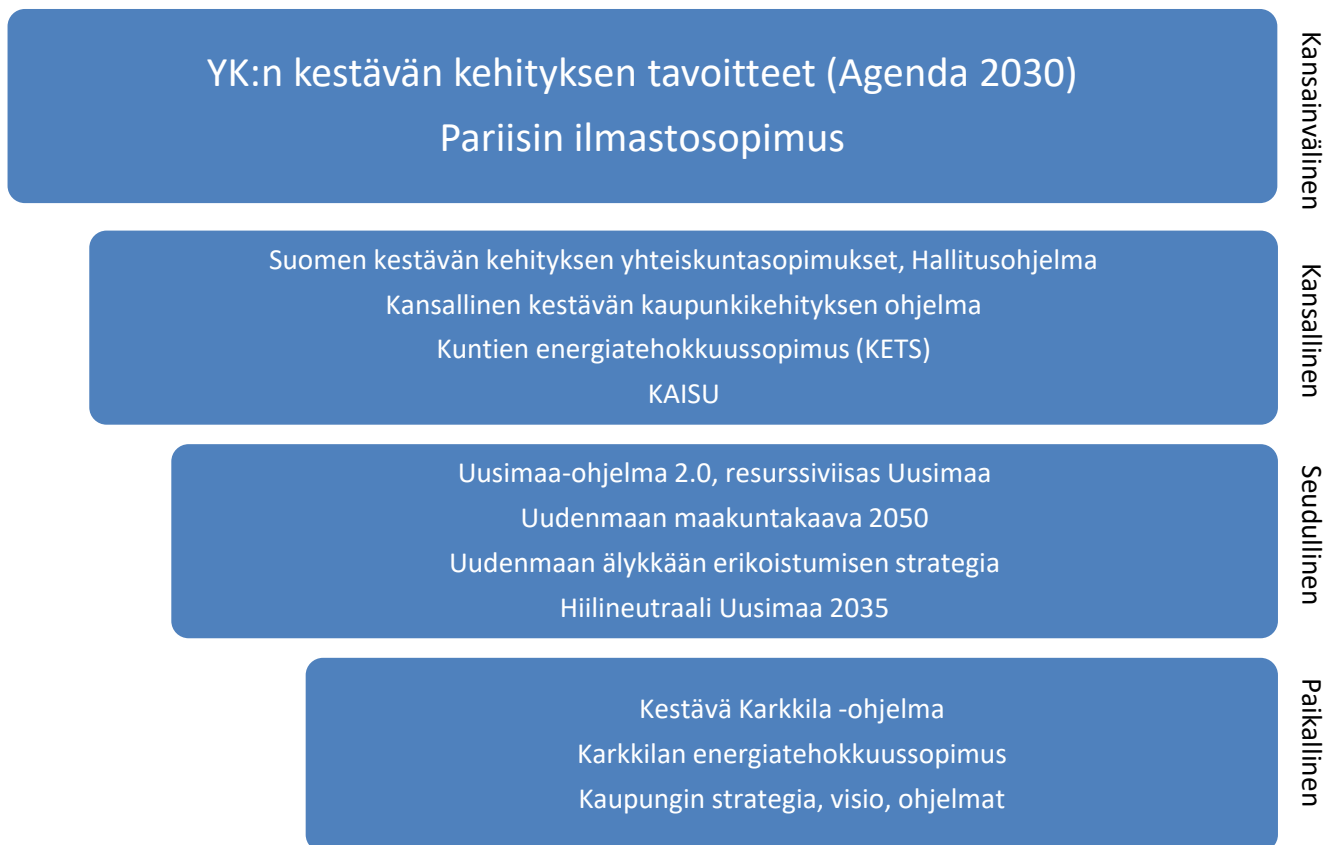 YK:n kestävän kehityksen tavoitteet (Agenda 2030)
Pariisin ilmastosopimus
Kansainvälinen
Suomen kestävän kehityksen yhteiskuntasopimukset, Hallitusohjelma
Kansallinen kestävän kaupunkikehityksen ohjelma
Kuntien energiatehokkuussopimus (KETS)
KAISU
Kansallinen
Uusimaa-ohjelma 2.0, resurssiviisas Uusimaa
Uudenmaan maakuntakaava 2050
Uudenmaan älykkään erikoistumisen strategia
Hiilineutraali Uusimaa 2035
Seudullinen
Kestävä Karkkila -ohjelma
Karkkilan energiatehokkuussopimus
Kaupungin strategia, visio, ohjelmat
Paikallinen